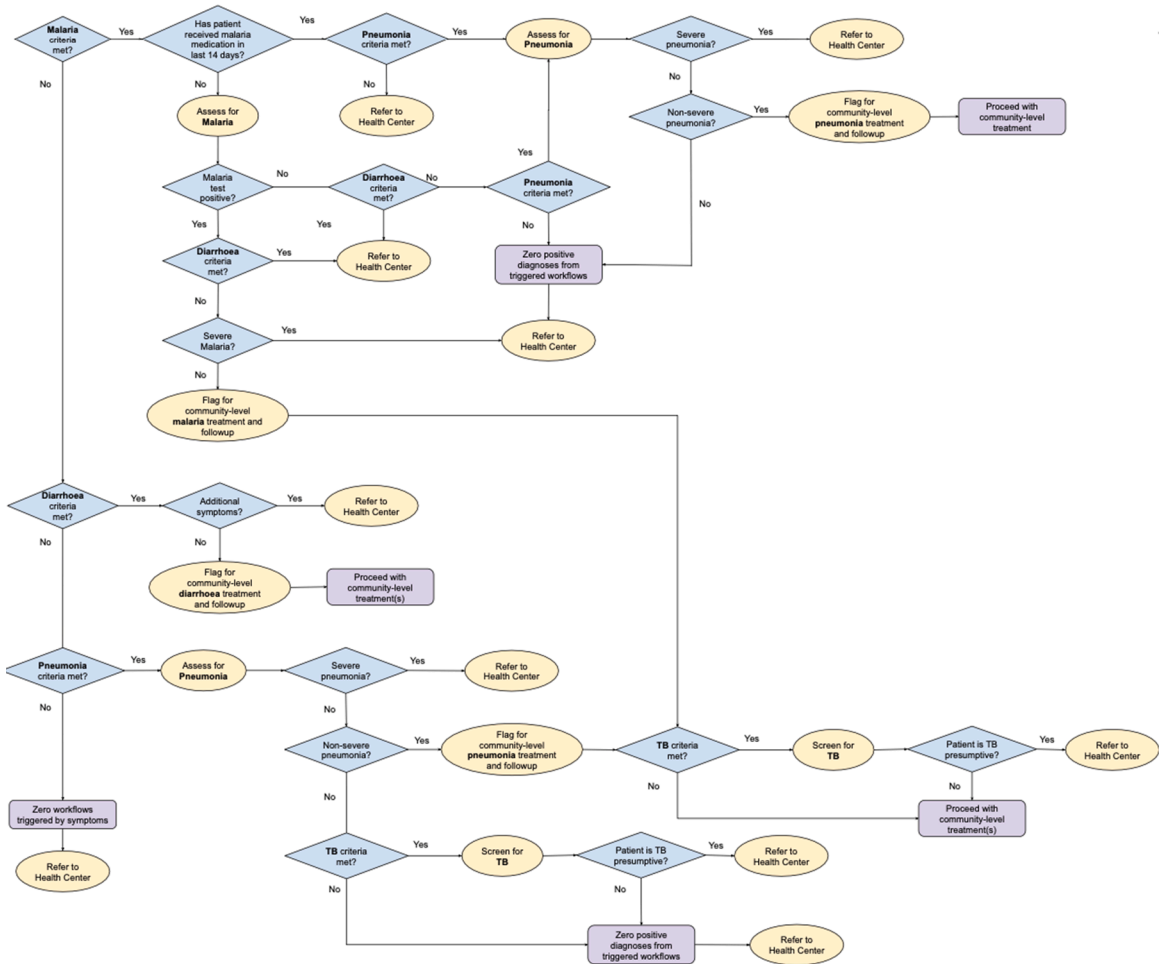 Malaria
criteria
met?
Yes
Has patient
received malaria
medication in
last 14 days?
Yes
Pneumonia
criteria met?
Yes
Assess for
Pneumonia
Severe
pneumonia?
Yes
Refer to
Health Center
No
No
No
No
Assess for
Malaria
Refer to
Health Center
Non-severe
pneumonia?
Yes
Flag for
community-level
pneumonia treatment
and followup
Proceed with
community-level
treatment
Yes
Malaria
test
positive?
No
Diarrhoea
criteria
met?
No
Pneumonia
criteria met?
No
Yes
Yes
No
Diarrhoea
criteria
met?
Yes
Refer to
Health Center
Zero positive
diagnoses from
triggered workflows
No
Severe
Malaria?
Yes
Refer to
Health Center
No
Flag for
community-level
malaria treatment
and followup
Diarrhoea
criteria
met?
Yes
Additional
symptoms?
Yes
Refer to
Health Center
No
No
Flag for
community-level
diarrhoea treatment
and followup
Proceed with
community-level
treatment(s)
Pneumonia
criteria met?
Yes
Assess for
Pneumonia
Severe
pneumonia?
Yes
Refer to
Health Center
No
No
Non-severe
pneumonia?
Yes
Flag for
community-level
pneumonia treatment
and followup
TB criteria
met?
Yes
Screen for
TB
Patient is TB
presumptive?
Yes
Refer to
Health Center
No
No
No
Zero workflows
triggered by symptoms
Proceed with
community-level
treatment(s)
Refer to
Health Center
TB criteria
met?
Yes
Screen for
TB
Patient is TB
presumptive?
Yes
Refer to
Health Center
No
No
Zero positive
diagnoses from
triggered workflows
Refer to
Health Center